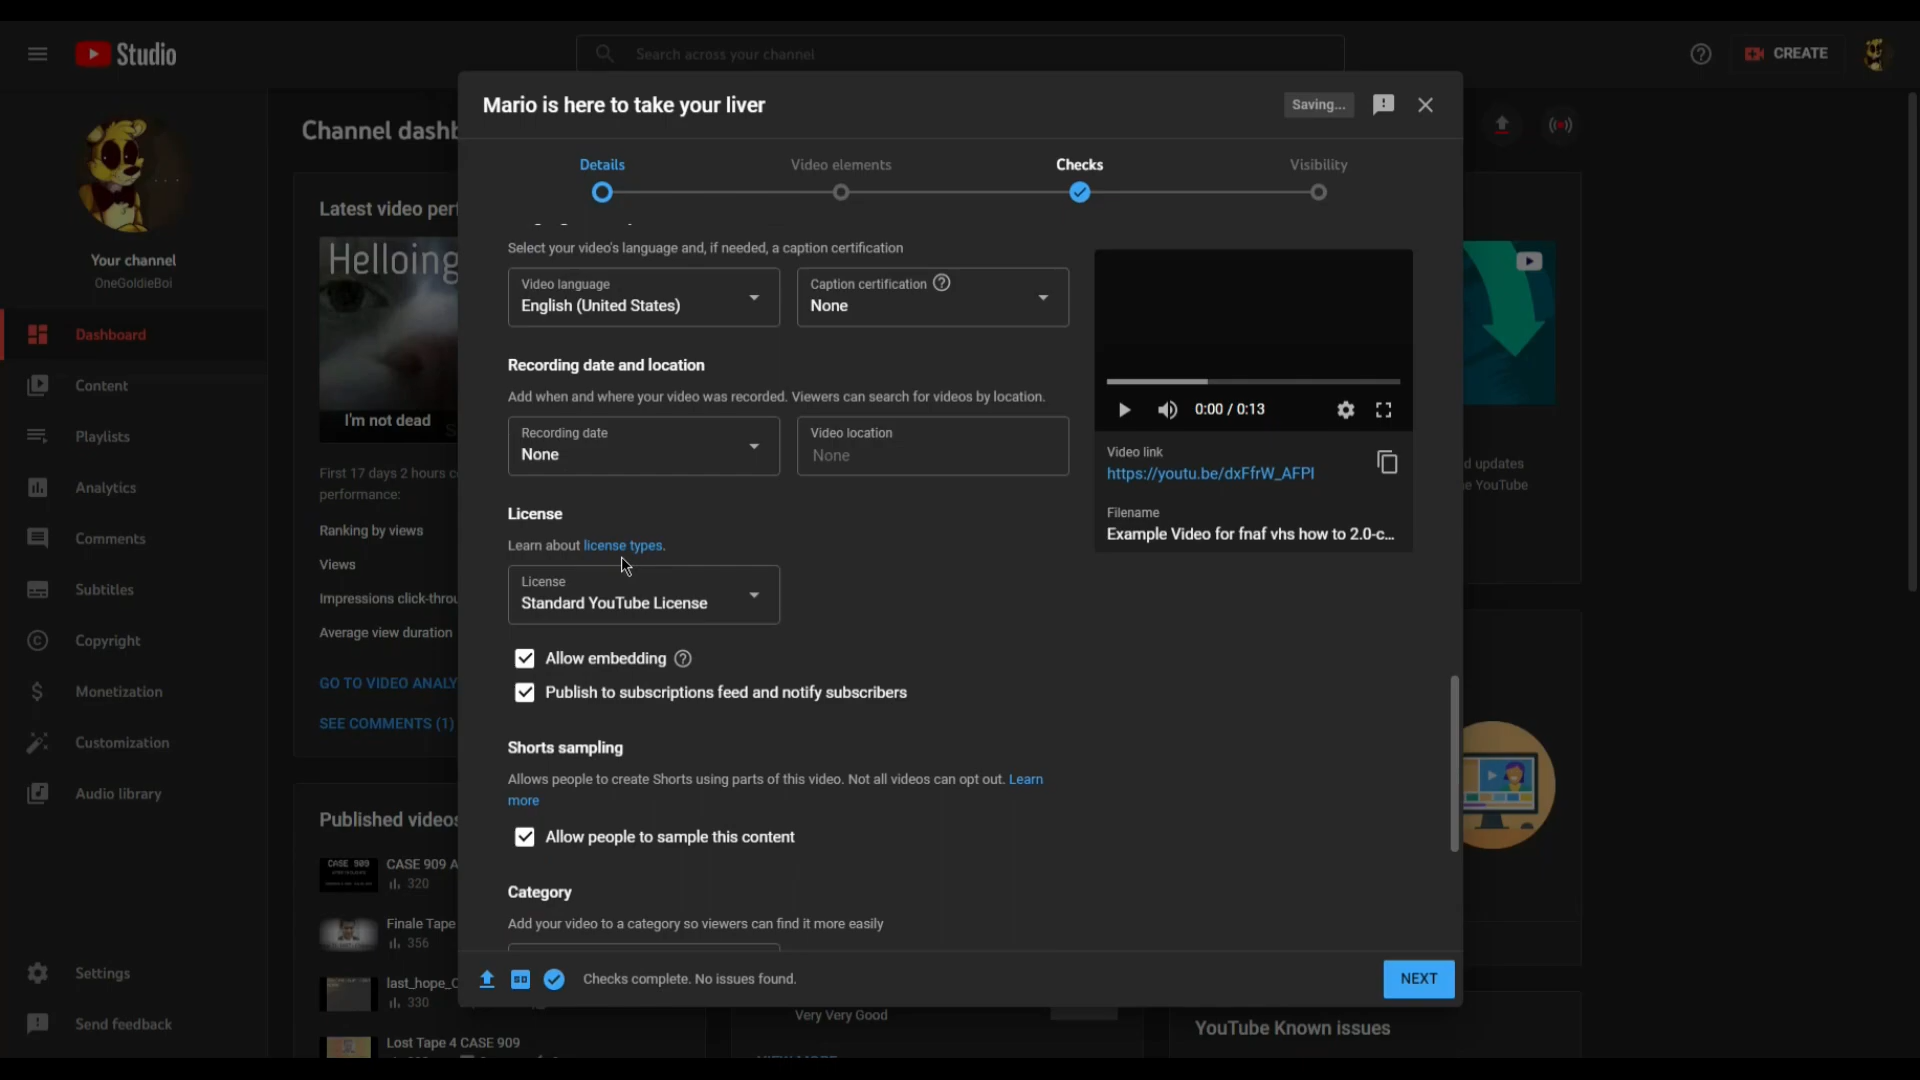 Studio
Search across your channel
CREATE
Mario is here to take your liver
Saving...
Details
Video elements
Checks
Visibility
Channel dashb
Your channel
OneGoldieBoi
Dashboard
Content
Playlists
Analytics
Comments
Subtitles
Copyright
Monetization
Customization
Audio library
Settings
Send feedback
Latest video perf
Helloing
I'm not dead
First 17 days 2 hours c
performance:
Ranking by views
Views
Impressions click-throu
Average view duration
GO TO VIDEO ANALY
SEE COMMENTS (1)
Published videos
CASE 909
CASE 909 A
320
Finale Tape
356
last_hope_C
330
Lost Tape 4 CASE 909
Select your video's language and, if needed, a caption certification
Video language
English (United States)
Caption certification
None
Recording date and location
Add when and where your video was recorded. Viewers can search for videos by location.
Recording date
None
Video location
None
License
Learn about license types.
License
Standard YouTube License
Allow embedding
Publish to subscriptions feed and notify subscribers
Shorts sampling
Allows people to create Shorts using parts of this video. Not all videos can opt out. Learn
more
Allow people to sample this content
Category
Add your video to a category so viewers can find it more easily
0:00 / 0:13
Video link
https://youtu.be/dxFfrW_AFPI
Filename
Example Video for fnaf vhs how to 2.0-c...
d updates
e YouTube
Checks complete. No issues found.
NEXT
Very Very Good
YouTube Known issues